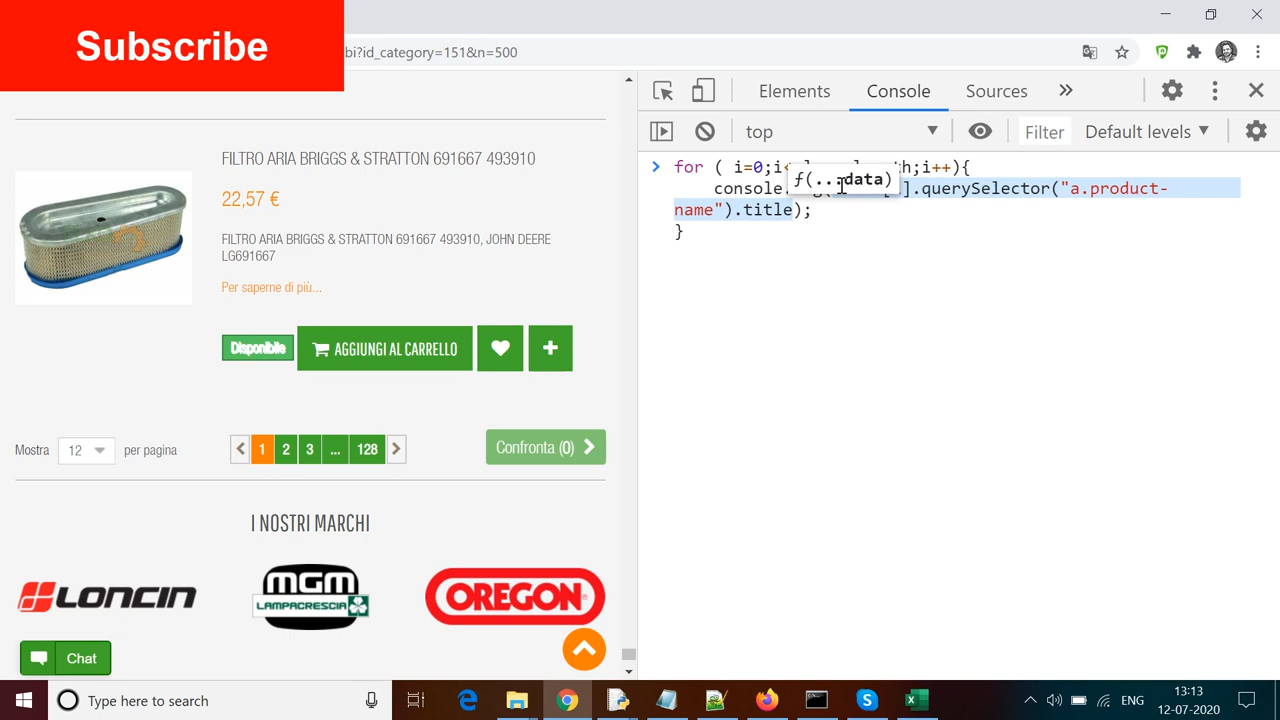 Subscribe
bi?id_category=151&n=500
Elements
Console
Sources
top
Filter
Default levels
for ( i=0;i< h;i++){
ƒ(...data)
console. .querySelector("a.product-
name").title);
}
FILTRO ARIA BRIGGS & STRATTON 691667 493910
22,57 €
FILTRO ARIA BRIGGS & STRATTON 691667 493910, JOHN DEERE
LG691667
Per saperne di più...
Disponibile
AGGIUNGI AL CARRELLO
Mostra 12 per pagina
1 2 3 ... 128
Confronta (0)
I NOSTRI MARCHI
LONCIN
MGM
LAMPACRESCIA
OREGON
Chat
Type here to search
ENG
13:13
12-07-2020